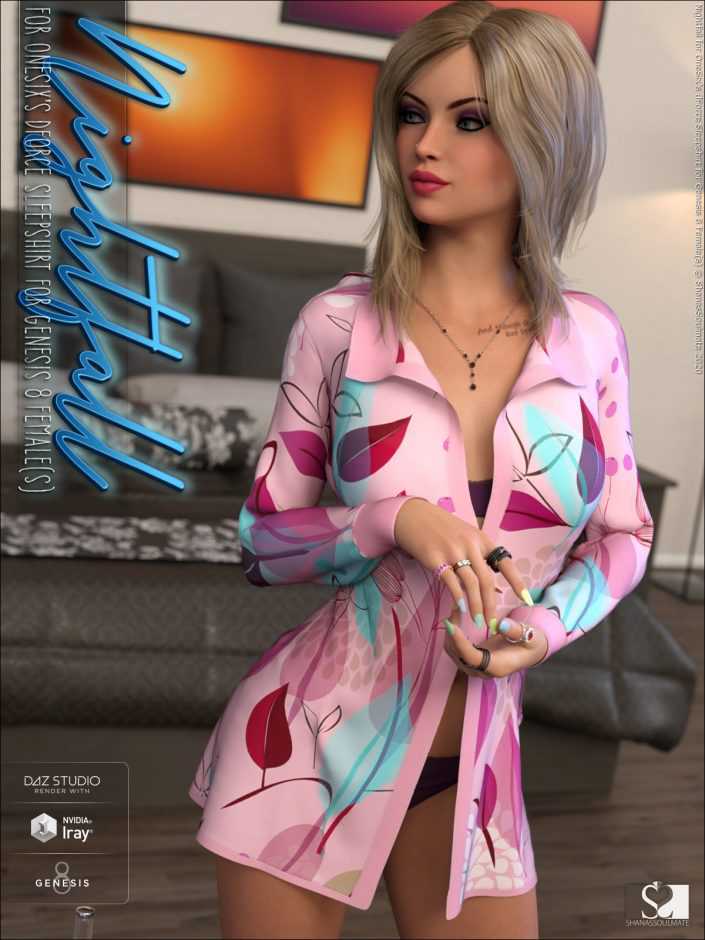 Nightfall
FOR ONESIX'S DFORCE SLEEPSHIRT FOR GENESIS 8 FEMALE(S)
Nightfall for OneSix's dForce Sleepshirt for Genesis 8 Female(s) © ShanasSoulmate 2020
And
DAZ STUDIO
RENDER WITH
NVIDIA®
Iray®
8
GENESIS
S
SHANASSOULMATE